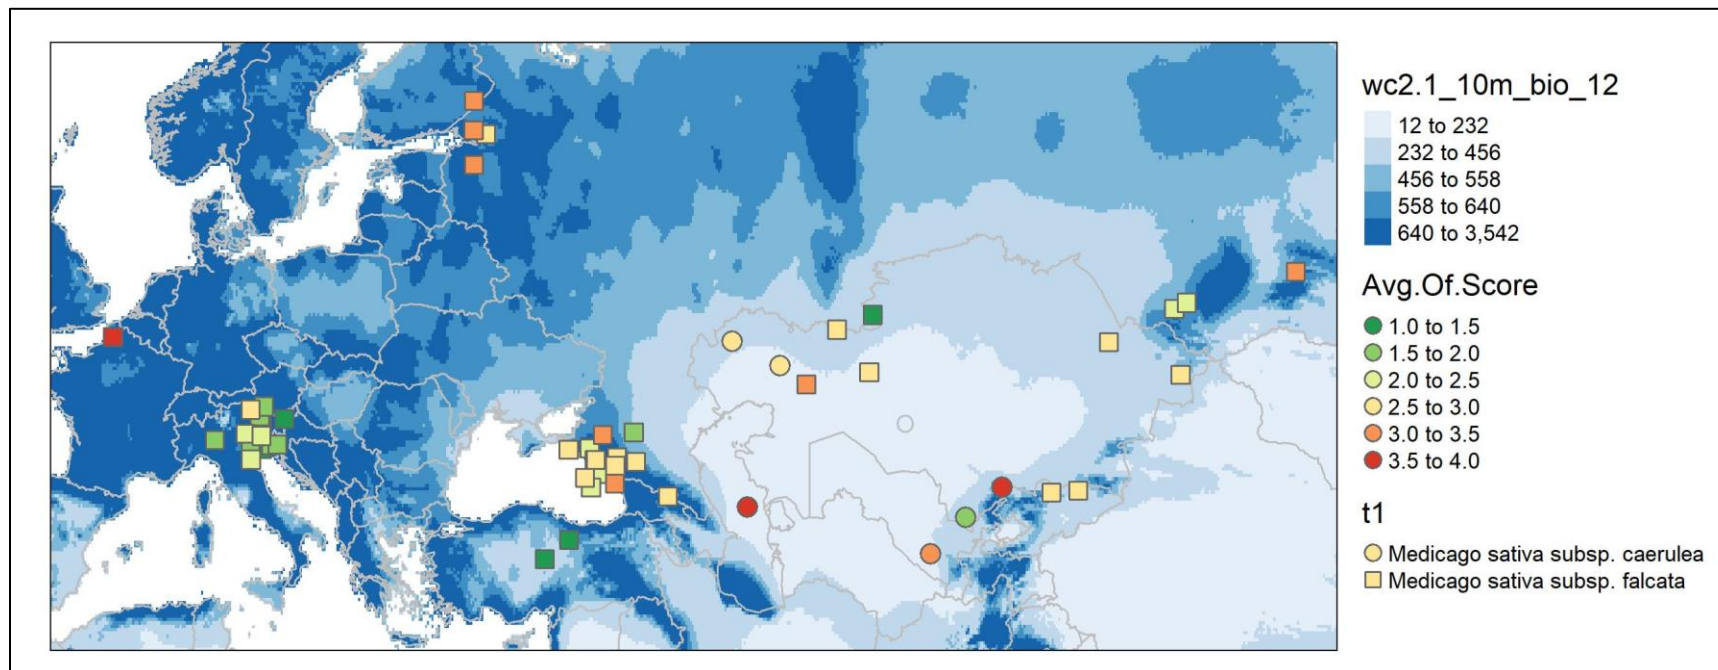 wc2.1_10m_bio_12
12 to 232
232 to 456
456 to 558
558 to 640
640 to 3,542
Avg.Of.Score
1.0 to 1.5
1.5 to 2.0
2.0 to 2.5
2.5 to 3.0
3.0 to 3.5
3.5 to 4.0
t1
Medicago sativa subsp. caerulea
Medicago sativa subsp. falcata